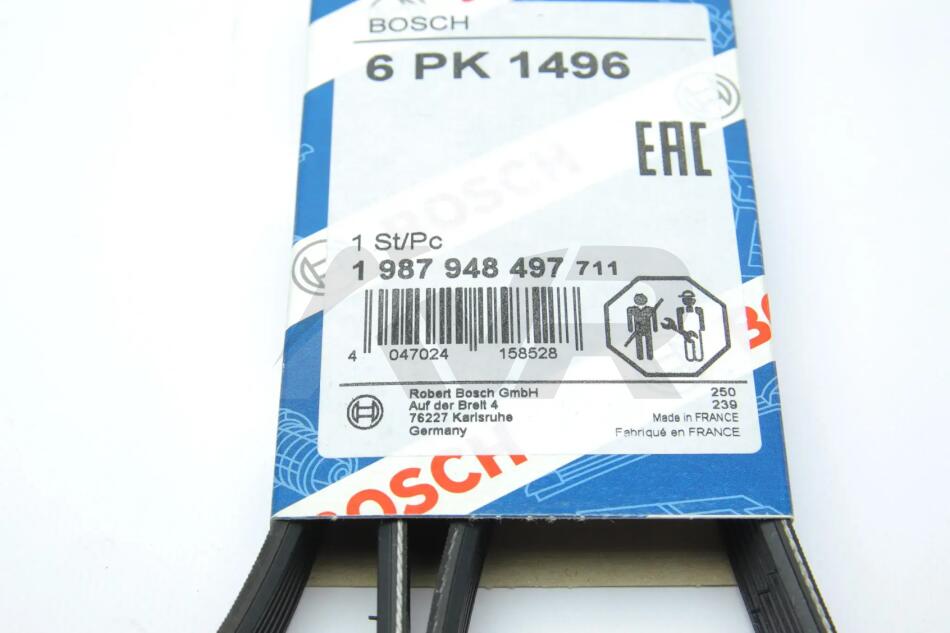 BOSCH
6 PK 1496
EAC
BOSCH
1 St/Pc
1 987 948 497 711
4 047024 158528
Robert Bosch GmbH
Auf der Breit 4
76227 Karlsruhe
Germany
250
239
Made in FRANCE
Fabriqué en FRANCE
BOSCH